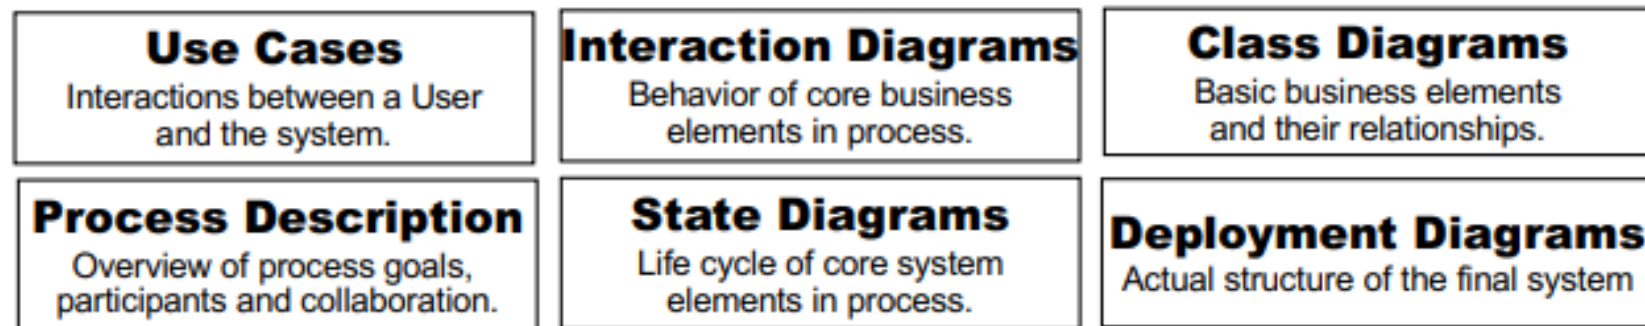 Use Cases
Interactions between a User
and the system.
Interaction Diagrams
Behavior of core business
elements in process.
Class Diagrams
Basic business elements
and their relationships.
Process Description
Overview of process goals,
participants and collaboration.
State Diagrams
Life cycle of core system
elements in process.
Deployment Diagrams
Actual structure of the final system